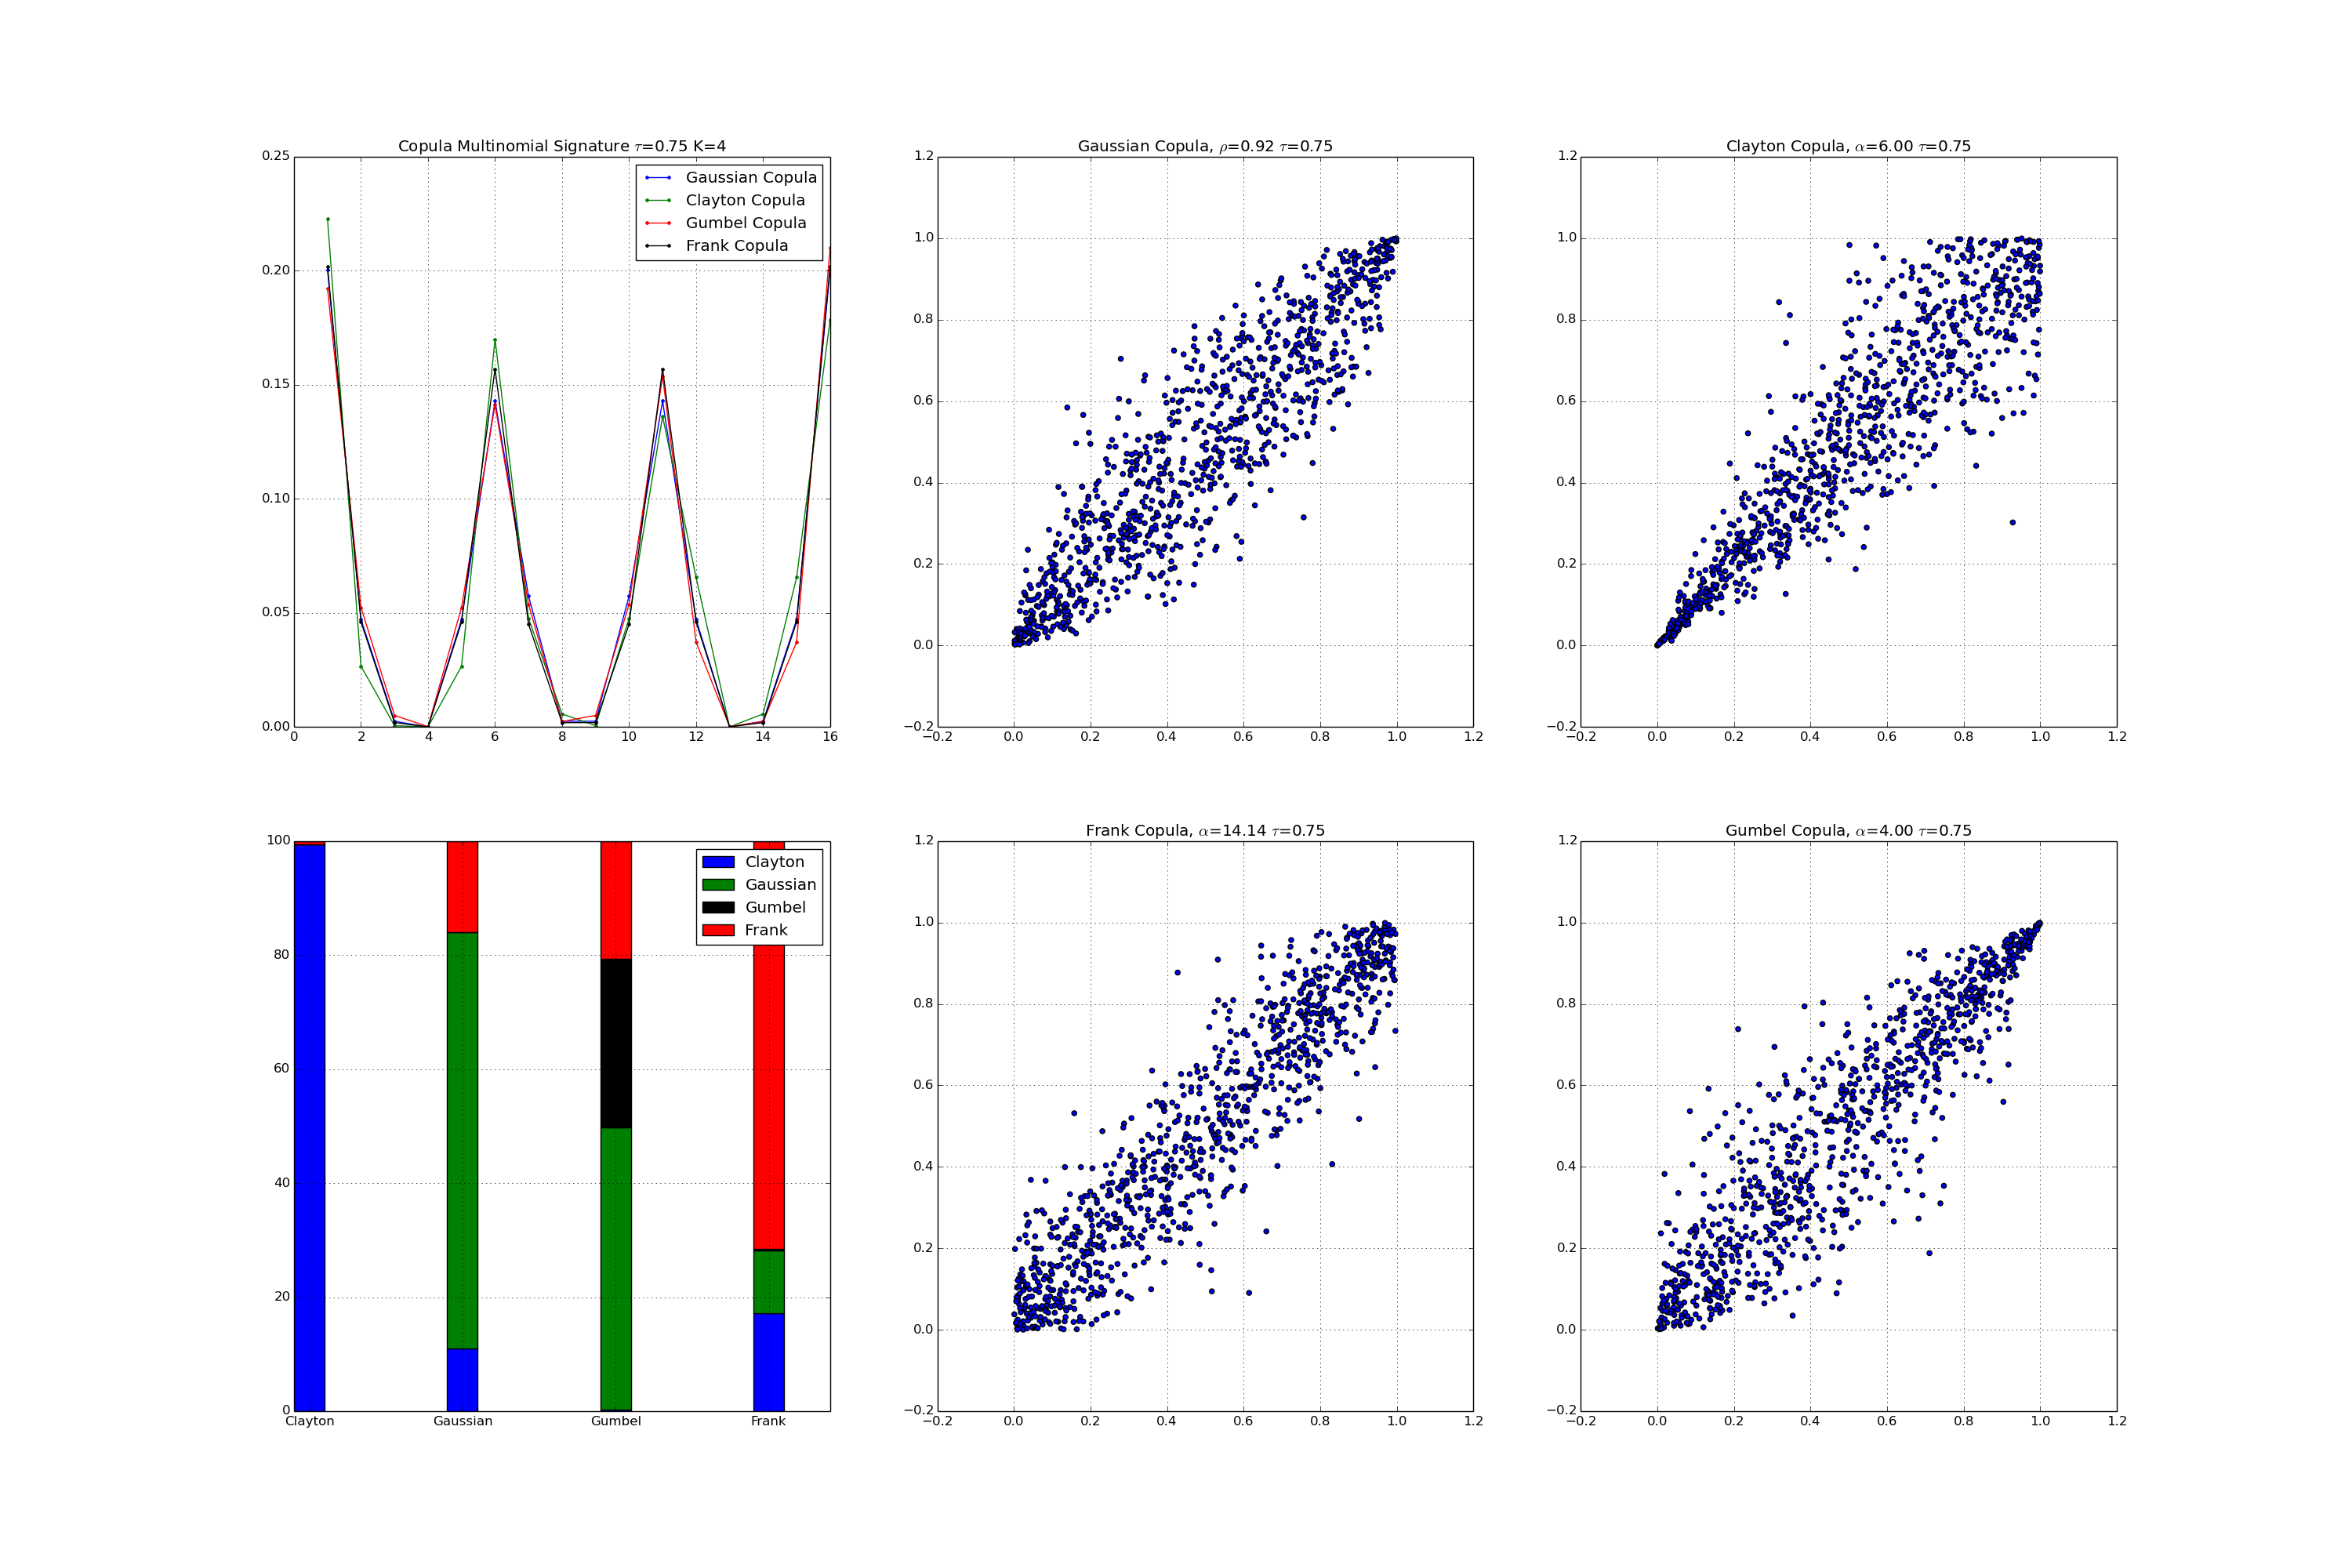 Copula Multinomial Signature τ=0.75 K=4
0.25
0.20
0.15
0.10
0.05
0.00
0 2 4 6 8 10 12 14 16
Gaussian Copula
Clayton Copula
Gumbel Copula
Frank Copula
Gaussian Copula, ρ=0.92 τ=0.75
1.2
1.0
0.8
0.6
0.4
0.2
0.0
−0.2
−0.2 0.0 0.2 0.4 0.6 0.8 1.0 1.2
Clayton Copula, α=6.00 τ=0.75
1.2
1.0
0.8
0.6
0.4
0.2
0.0
−0.2
−0.2 0.0 0.2 0.4 0.6 0.8 1.0 1.2
100
80
60
40
20
0
Clayton Gaussian Gumbel Frank
Clayton
Gaussian
Gumbel
Frank
Frank Copula, α=14.14 τ=0.75
1.2
1.0
0.8
0.6
0.4
0.2
0.0
−0.2
−0.2 0.0 0.2 0.4 0.6 0.8 1.0 1.2
Gumbel Copula, α=4.00 τ=0.75
1.2
1.0
0.8
0.6
0.4
0.2
0.0
−0.2
−0.2 0.0 0.2 0.4 0.6 0.8 1.0 1.2